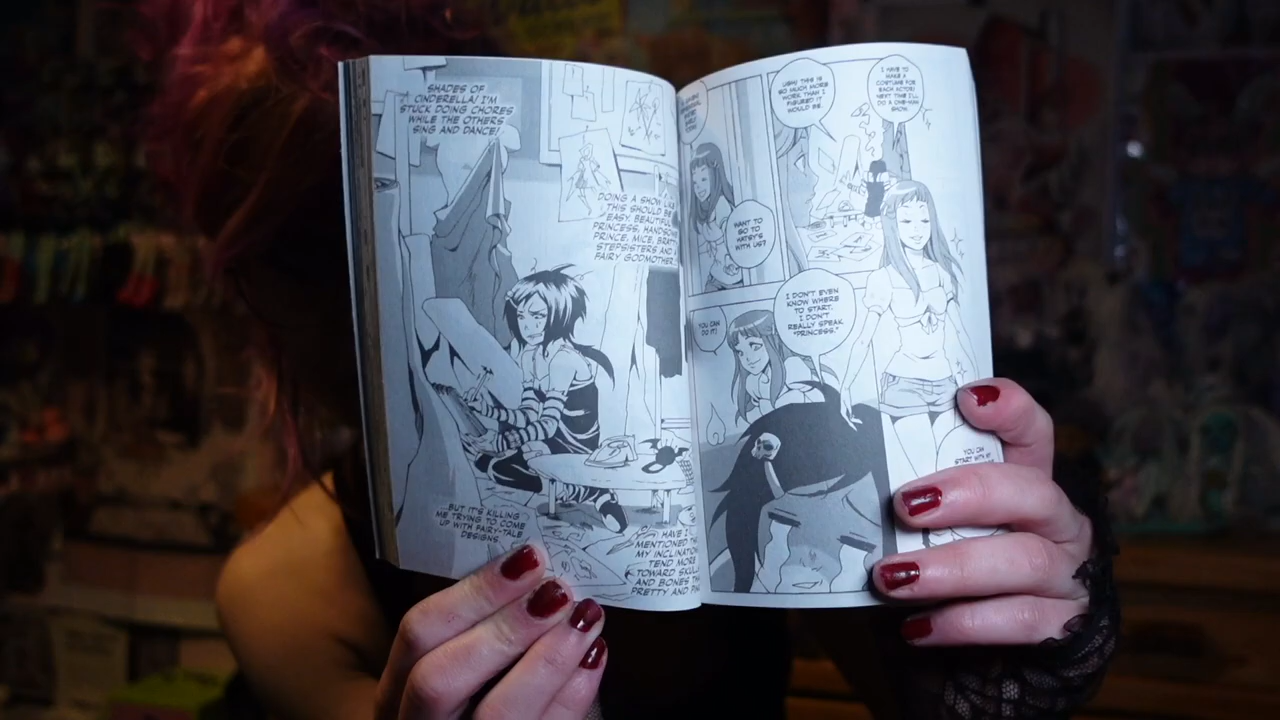 SHADES OF
CINDERELLA! I'M
STUCK DOING CHORES
WHILE THE OTHERS
SING AND DANCE!
DOING A SHOW LIKE
THIS SHOULD BE
EASY. BEAUTIFUL
PRINCESS, HANDSOME
PRINCE, MICE, BRATTY
STEPSISTERS AND A
FAIRY GODMOTHER.
BUT IT'S KILLING
ME TRYING TO COME
UP WITH FAIRY-TALE
DESIGNS.
HAVE I
MENTIONED
MY INCLINATIONS
TEND MORE
TOWARD SKULLS
AND BONES
PRETTY AND
UGH! THIS IS
SO MUCH MORE
WORK THAN I
FIGURED IT
WOULD BE.
I HAVE TO
MAKE A
COSTUME FOR
EACH ACTOR!
NEXT TIME I'LL
DO A ONE-MAN
SHOW.
WANT TO
GO TO
WITH US?
YOU CAN
DO IT!
I DON'T EVEN
KNOW WHERE
TO START.
I DON'T
REALLY SPEAK
"PRINCESS."
YOU CAN
START WITH